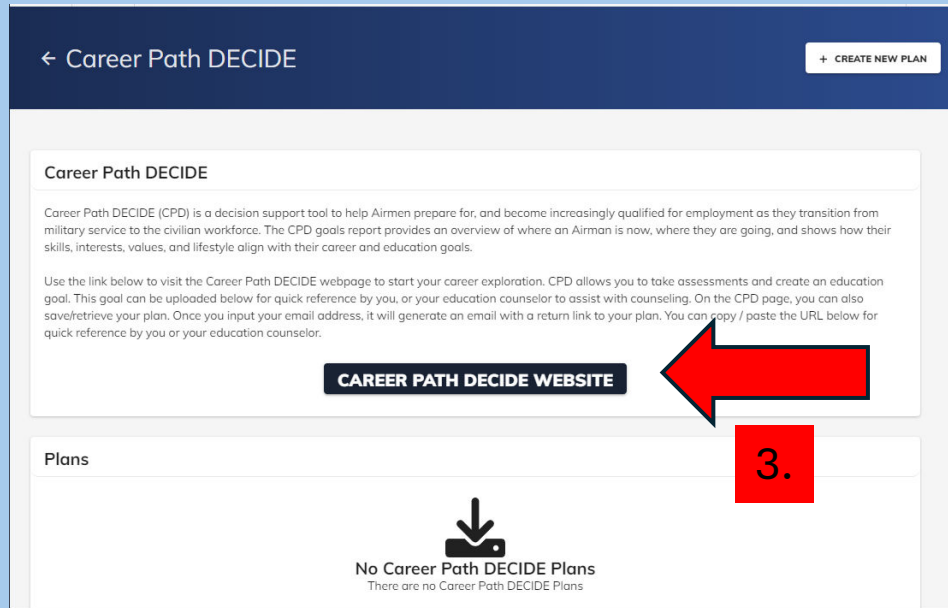 ← Career Path DECIDE
+ CREATE NEW PLAN
Career Path DECIDE
Career Path DECIDE (CPD) is a decision support tool to help Airmen prepare for, and become increasingly qualified for employment as they transition from
military service to the civilian workforce. The CPD goals report provides an overview of where an Airman is now, where they are going, and shows how their
skills, interests, values, and lifestyle align with their career and education goals.
Use the link below to visit the Career Path DECIDE webpage to start your career exploration. CPD allows you to take assessments and create an education
goal. This goal can be uploaded below for quick reference by you, or your education counselor to assist with counseling. On the CPD page, you can also
save/retrieve your plan. Once you input your email address, it will generate an email with a return link to your plan. You can copy / paste the URL below for
quick reference by you or your education counselor.
CAREER PATH DECIDE WEBSITE
3.
Plans
No Career Path DECIDE Plans
There are no Career Path DECIDE Plans